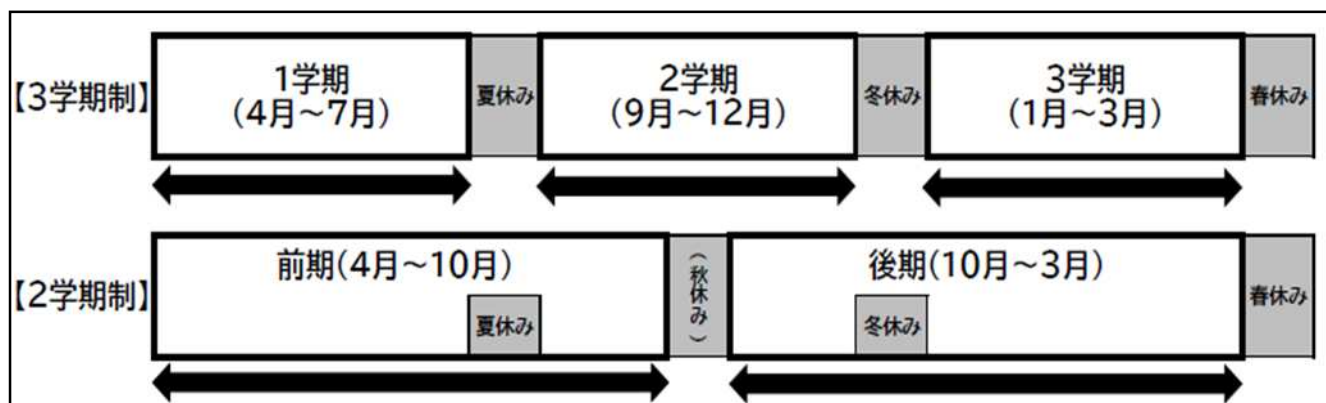 【3学期制】
1学期
(4月～7月)
夏休み
2学期
(9月～12月)
冬休み
3学期
(1月～3月)
春休み
【2学期制】
前期(4月～10月)
夏休み
(秋休み)
後期(10月～3月)
冬休み
春休み